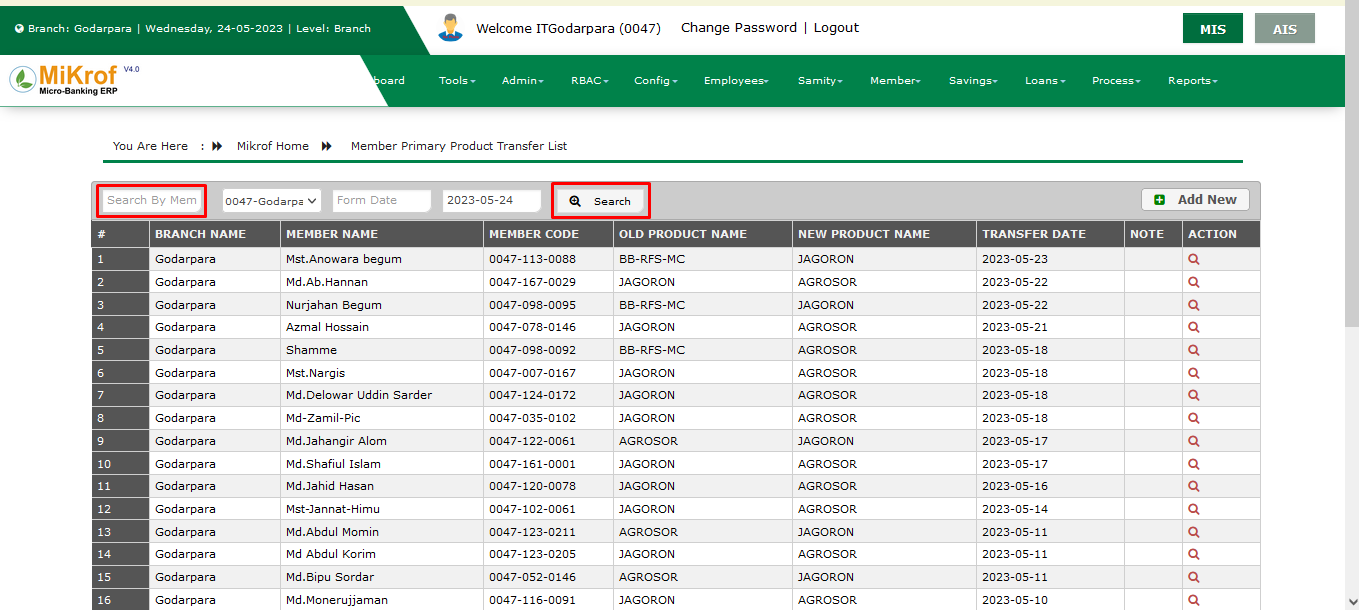 Branch: Godarpara | Wednesday, 24-05-2023 | Level: Branch
Welcome ITGodarpara (0047) Change Password | Logout
MIS AIS
MiKrof V4.0
Micro-Banking ERP
board Tools Admin RBAC Config Employees Samity Member Savings Loans Process Reports
You Are Here : Mikrof Home Member Primary Product Transfer List
Search By Mem 0047-Godarpa Form Date 2023-05-24 Search Add New
# BRANCH NAME MEMBER NAME MEMBER CODE OLD PRODUCT NAME NEW PRODUCT NAME TRANSFER DATE NOTE ACTION
1 Godarpara Mst.Anowara begum 0047-113-0088 BB-RFS-MC JAGORON 2023-05-23
2 Godarpara Md.Ab.Hannan 0047-167-0029 JAGORON AGROSOR 2023-05-22
3 Godarpara Nurjahan Begum 0047-098-0095 BB-RFS-MC JAGORON 2023-05-22
4 Godarpara Azmal Hossain 0047-078-0146 JAGORON AGROSOR 2023-05-21
5 Godarpara Shamme 0047-098-0092 BB-RFS-MC AGROSOR 2023-05-18
6 Godarpara Mst.Nargis 0047-007-0167 JAGORON AGROSOR 2023-05-18
7 Godarpara Md.Delowar Uddin Sarder 0047-124-0172 JAGORON AGROSOR 2023-05-18
8 Godarpara Md-Zamil-Pic 0047-035-0102 JAGORON AGROSOR 2023-05-18
9 Godarpara Md.Jahangir Alom 0047-122-0061 AGROSOR JAGORON 2023-05-17
10 Godarpara Md.Shafiul Islam 0047-161-0001 JAGORON AGROSOR 2023-05-17
11 Godarpara Md.Jahid Hasan 0047-120-0078 JAGORON AGROSOR 2023-05-16
12 Godarpara Mst-Jannat-Himu 0047-102-0061 JAGORON AGROSOR 2023-05-14
13 Godarpara Md.Abdul Momin 0047-123-0211 AGROSOR JAGORON 2023-05-11
14 Godarpara Md Abdul Korim 0047-123-0205 JAGORON AGROSOR 2023-05-11
15 Godarpara Md.Bipu Sordar 0047-052-0146 AGROSOR JAGORON 2023-05-11
16 Godarpara Md.Monerujjaman 0047-116-0091 JAGORON AGROSOR 2023-05-10